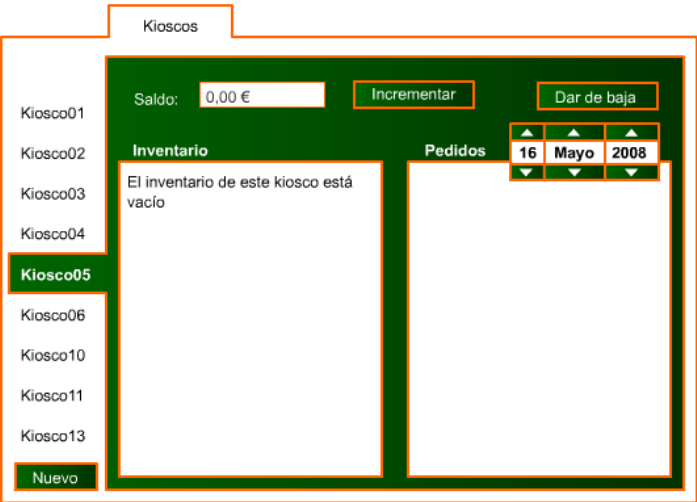 Kioscos
Saldo: 0,00 € Incrementar Dar de baja
Kiosco01
Kiosco02
Kiosco03
Kiosco04
Kiosco05
Kiosco06
Kiosco10
Kiosco11
Kiosco13
Nuevo
Inventario
El inventario de este kiosco está
vacío
Pedidos
16 Mayo 2008